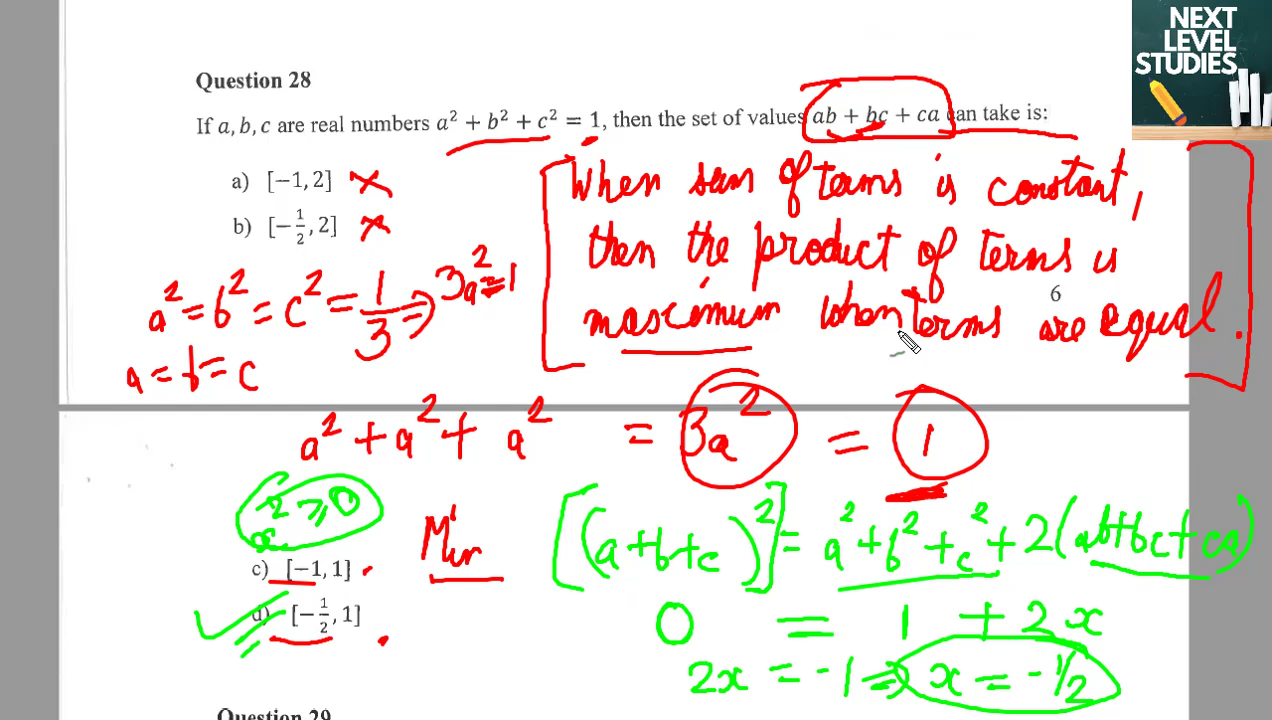 NEXT
LEVEL
STUDIES
Question 28
If a, b, c are real numbers a² + b² + c² = 1, then the set of values ab + bc + ca can take is:
a) [−1, 2]
b) [−1/2, 2]
When sum of terms is constant,
then the product of terms is
maximum when terms are equal.
6
a² = b² = c² = 1/3 ⇒ 3a² = 1
a = b = c
a² + a² + a² = 3a² = 1
x² ≥ 0
Min
[(a+b+c)²] = a² + b² + c² + 2(ab+bc+ca)
c) [−1, 1]
d) [−1/2, 1]
0 = 1 + 2x
2x = −1 ⇒ x = −1/2
Question 29